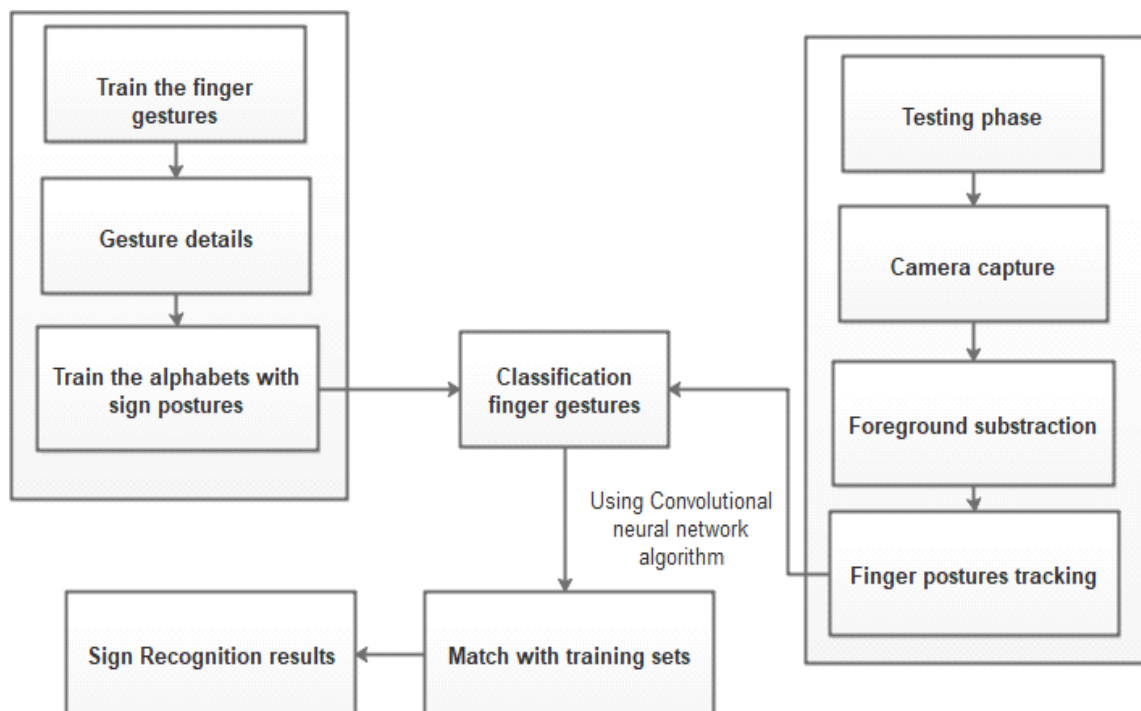 Train the finger
gestures
Gesture details
Train the alphabets with
sign postures
Classification
finger gestures
Using Convolutional
neural network
algorithm
Match with training sets
Sign Recognition results
Testing phase
Camera capture
Foreground substraction
Finger postures tracking